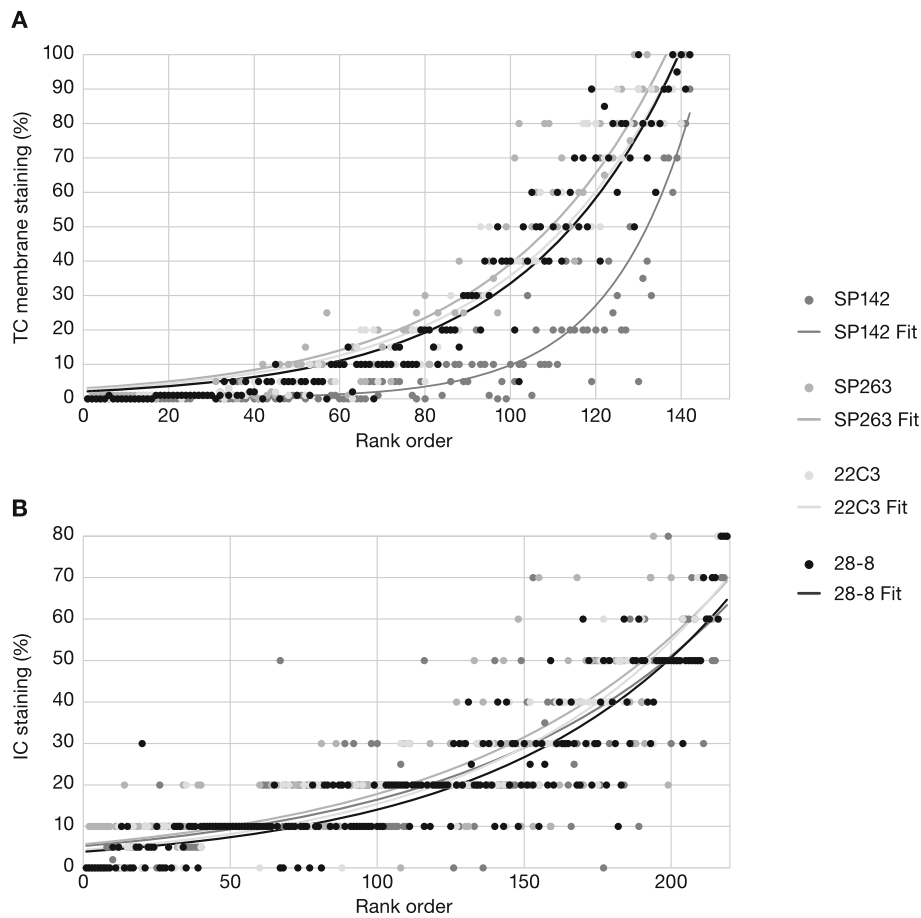 A
100
90
80
70
60
50
40
30
20
10
0
TC membrane staining (%)
0 20 40 60 80 100 120 140
Rank order
SP142
SP142 Fit
SP263
SP263 Fit
22C3
22C3 Fit
28-8
28-8 Fit
B
80
70
60
50
40
30
20
10
0
IC staining (%)
0 50 100 150 200
Rank order